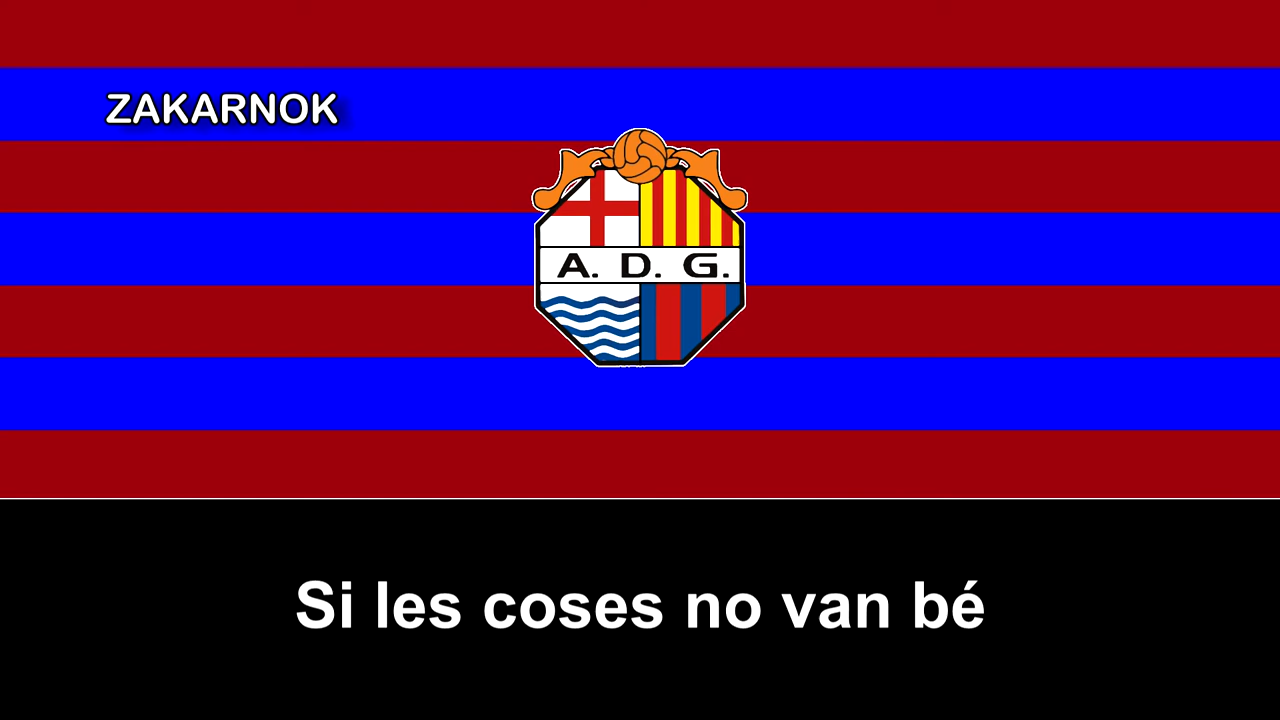 ZAKARNOK
A. D. G.
Si les coses no van bé